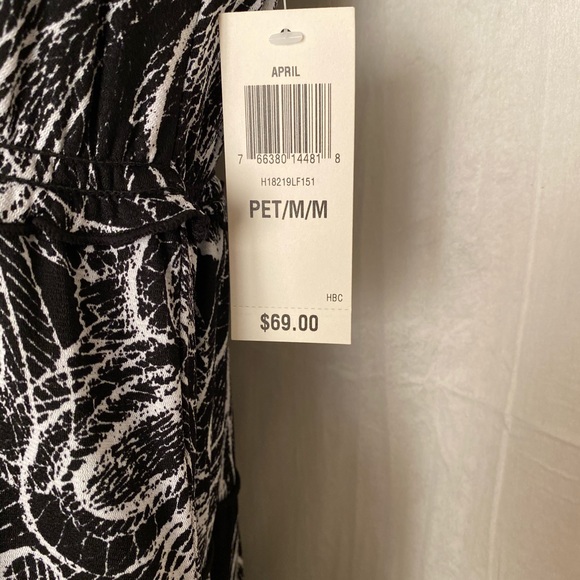 APRIL
7 66380 14481 8
H18219LF151
PET/M/M
HBC
$69.00